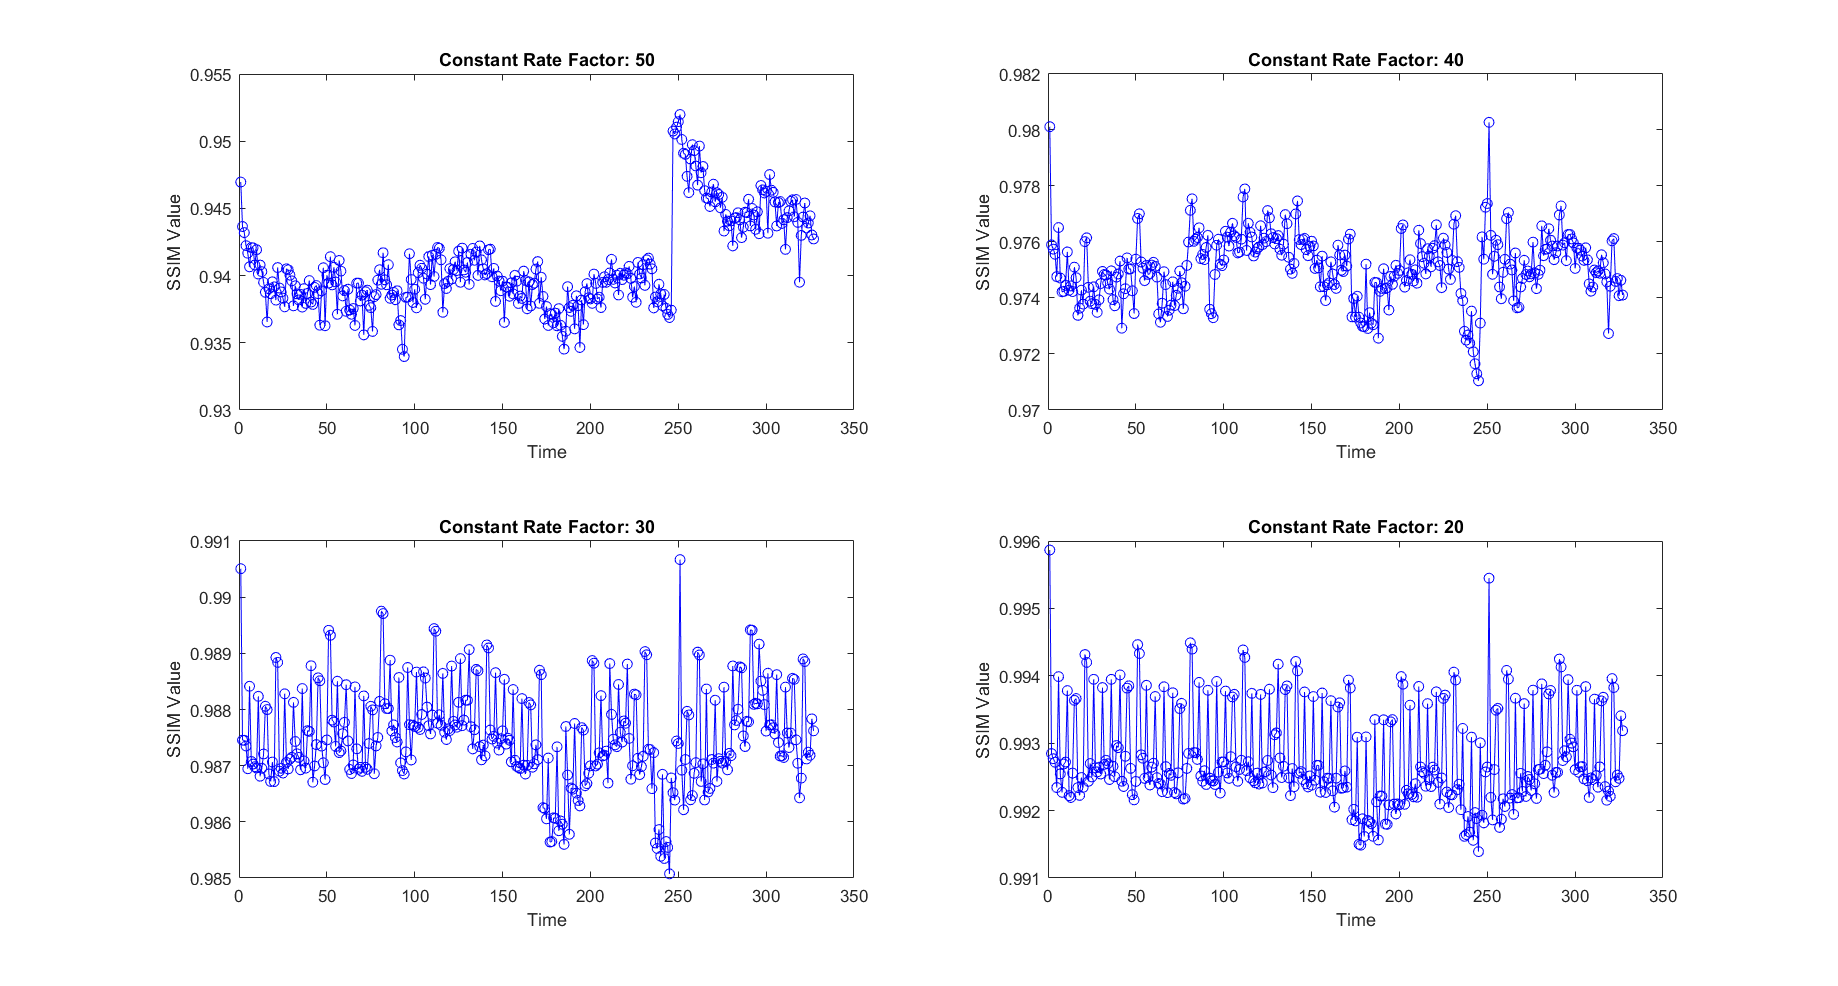 Constant Rate Factor: 50
0.955
0.95
0.945
0.94
0.935
0.93
SSIM Value
0 50 100 150 200 250 300 350
Time
Constant Rate Factor: 40
0.982
0.98
0.978
0.976
0.974
0.972
0.97
SSIM Value
0 50 100 150 200 250 300 350
Time
Constant Rate Factor: 30
0.991
0.99
0.989
0.988
0.987
0.986
0.985
SSIM Value
0 50 100 150 200 250 300 350
Time
Constant Rate Factor: 20
0.996
0.995
0.994
0.993
0.992
0.991
SSIM Value
0 50 100 150 200 250 300 350
Time